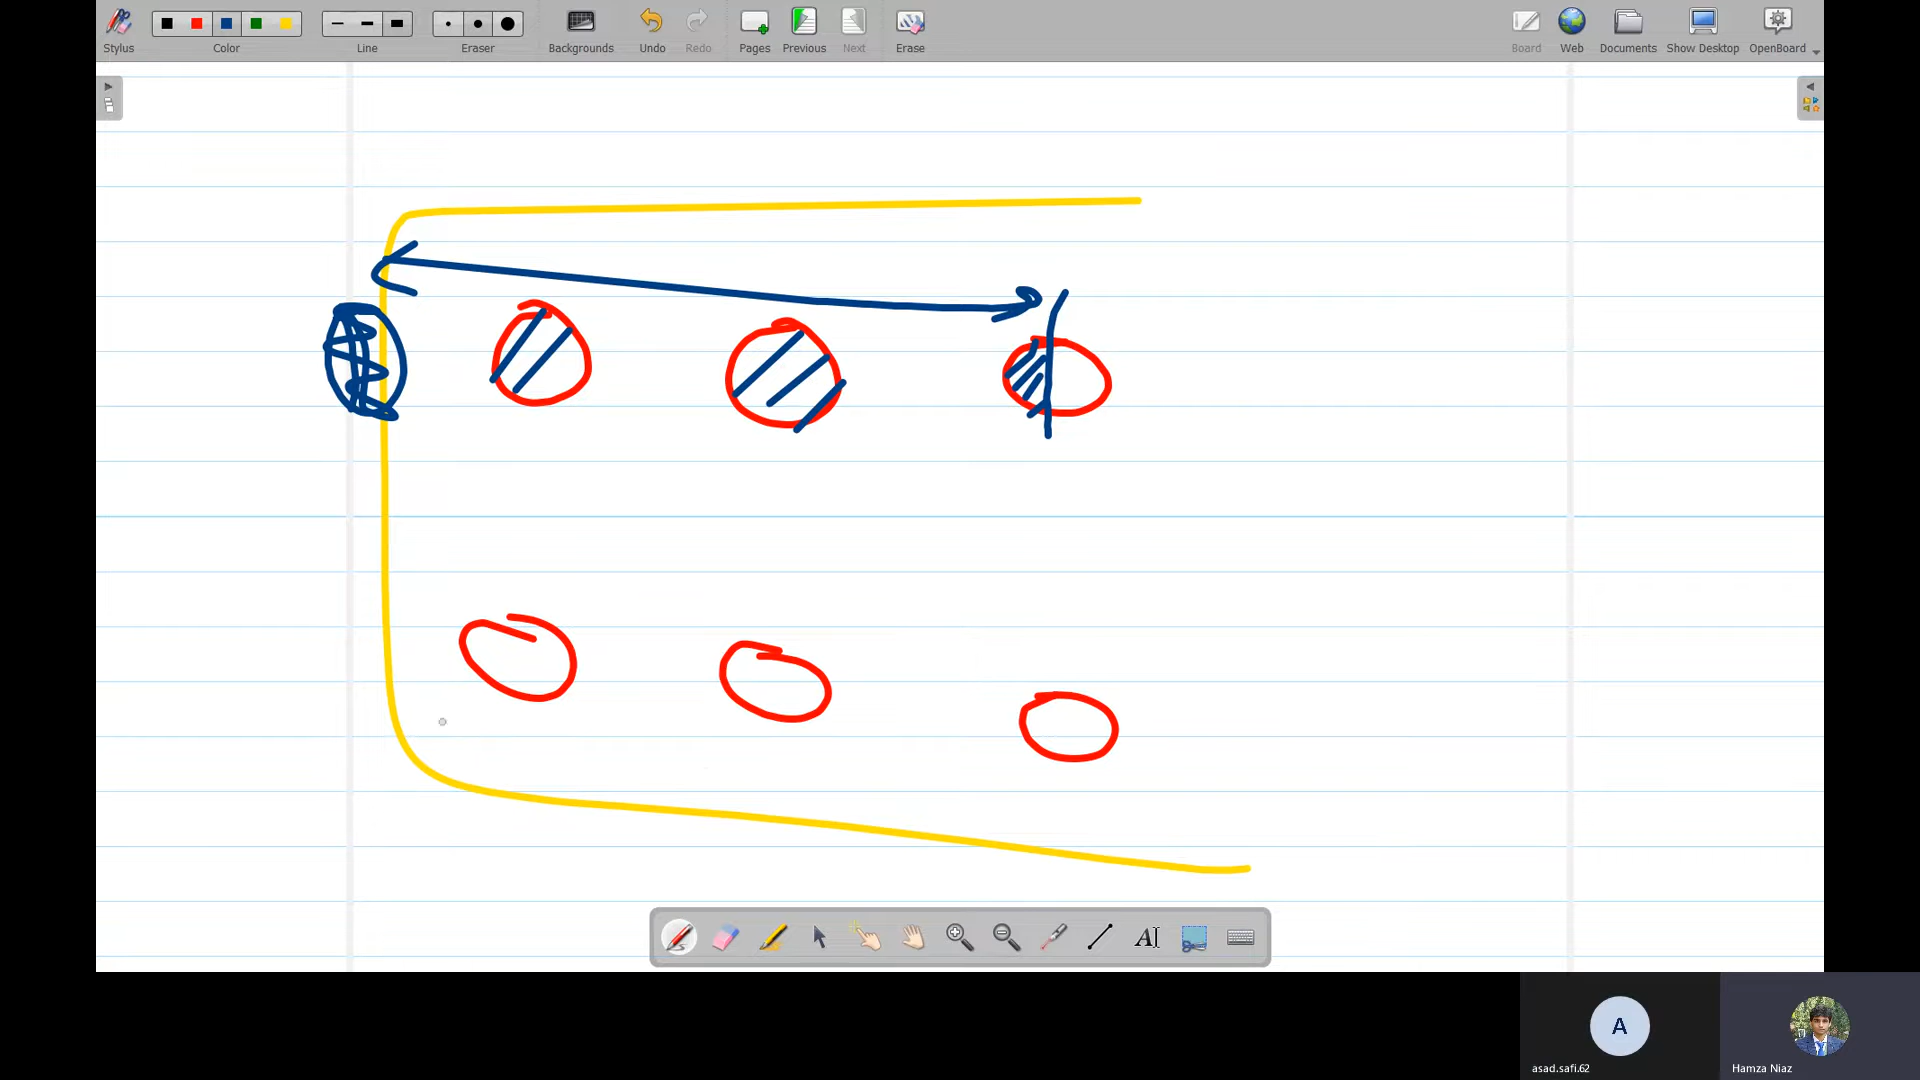 Stylus Color Line Eraser Backgrounds Undo Redo Pages Previous Next Erase Board Web Documents Show Desktop OpenBoard
AI
A
asad.safi.62 Hamza Niaz